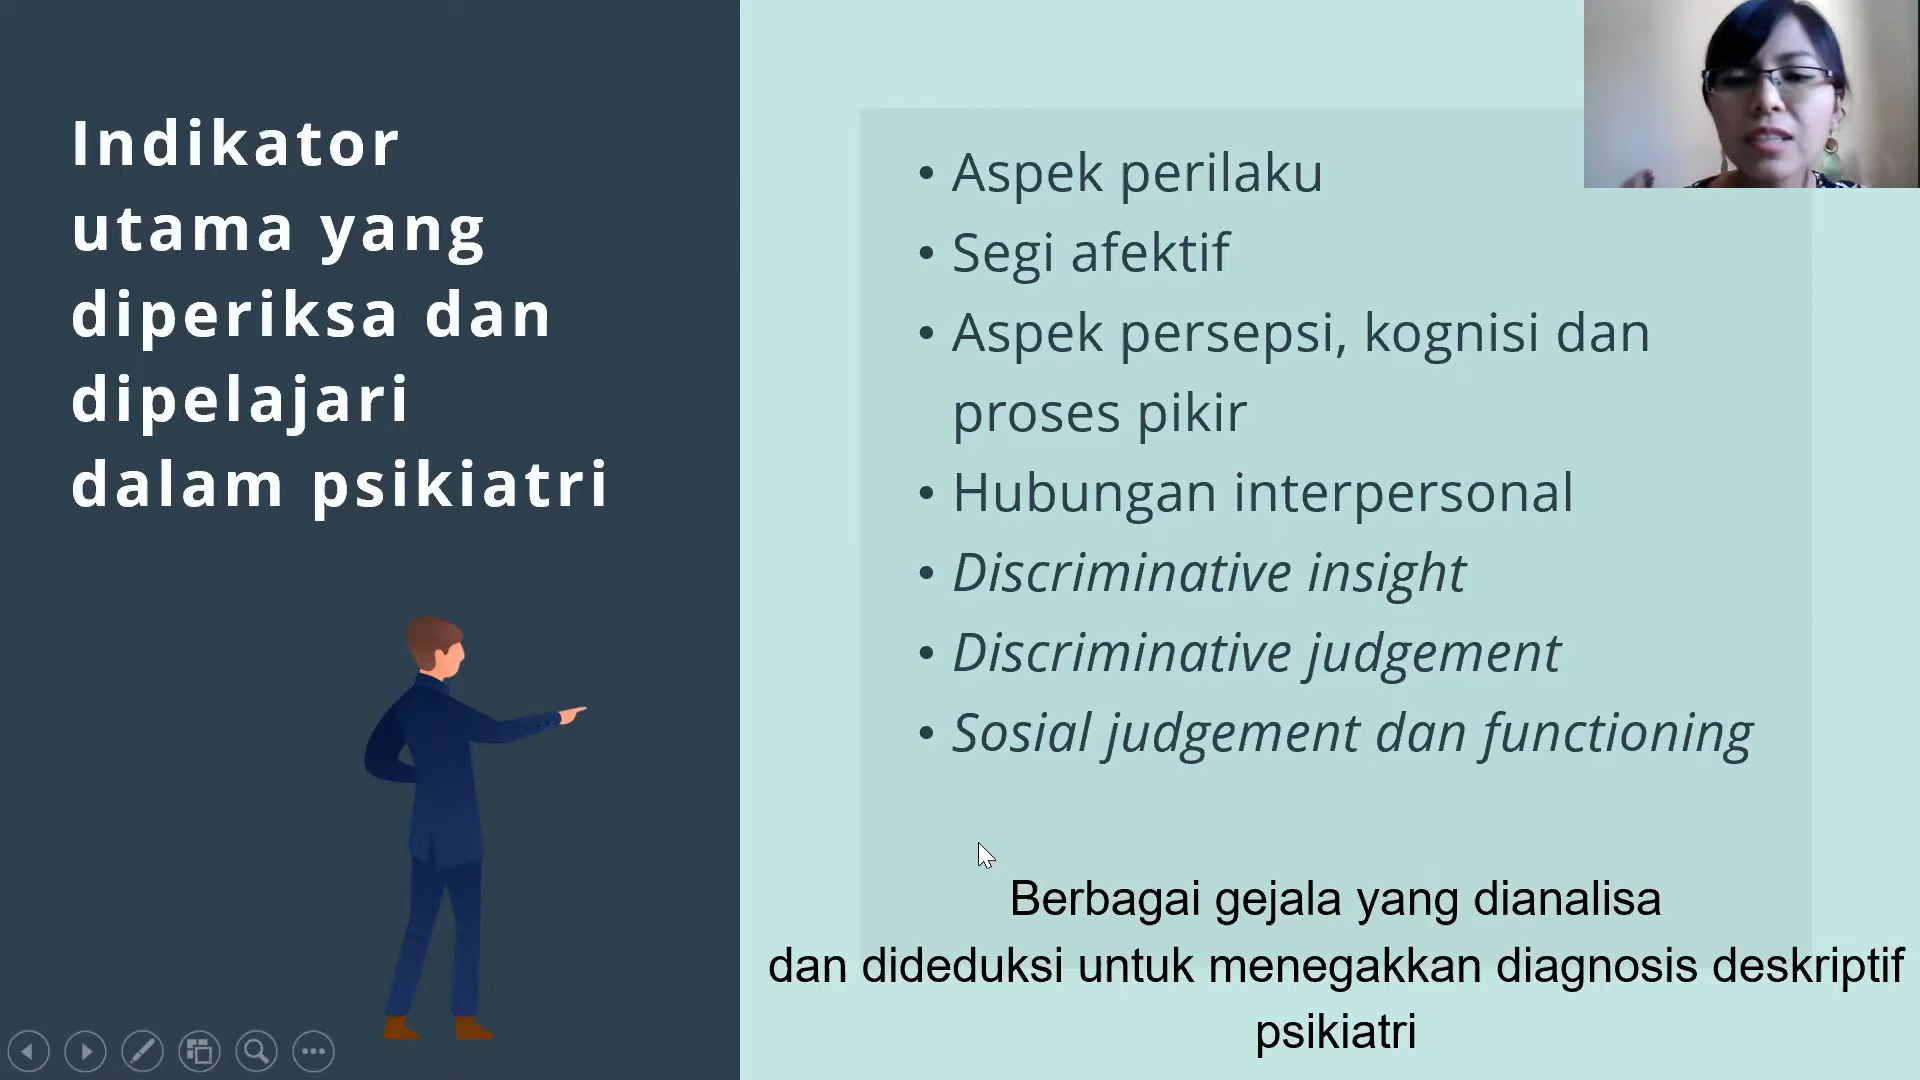 Indikator
utama yang
diperiksa dan
dipelajari
dalam psikiatri
• Aspek perilaku
• Segi afektif
• Aspek persepsi, kognisi dan
proses pikir
• Hubungan interpersonal
• Discriminative insight
• Discriminative judgement
• Sosial judgement dan functioning
Berbagai gejala yang dianalisa
dan dideduksi untuk menegakkan diagnosis deskriptif
psikiatri